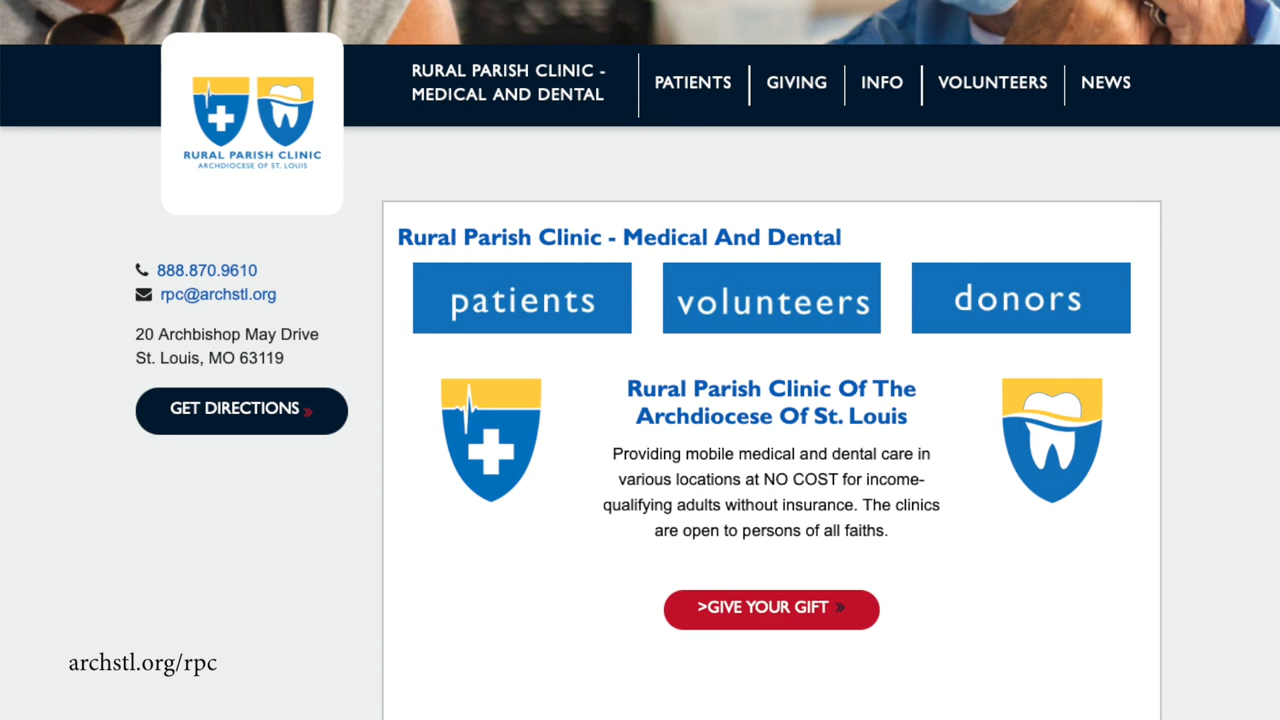 RURAL PARISH CLINIC -
MEDICAL AND DENTAL
PATIENTS
GIVING
INFO
VOLUNTEERS
NEWS
RURAL PARISH CLINIC
ARCHDIOCESE OF ST. LOUIS
888.870.9610
rpc@archstl.org
20 Archbishop May Drive
St. Louis, MO 63119
GET DIRECTIONS »
Rural Parish Clinic - Medical And Dental
patients
volunteers
donors
Rural Parish Clinic Of The
Archdiocese Of St. Louis
Providing mobile medical and dental care in
various locations at NO COST for income-
qualifying adults without insurance. The clinics
are open to persons of all faiths.
>GIVE YOUR GIFT »
archstl.org/rpc